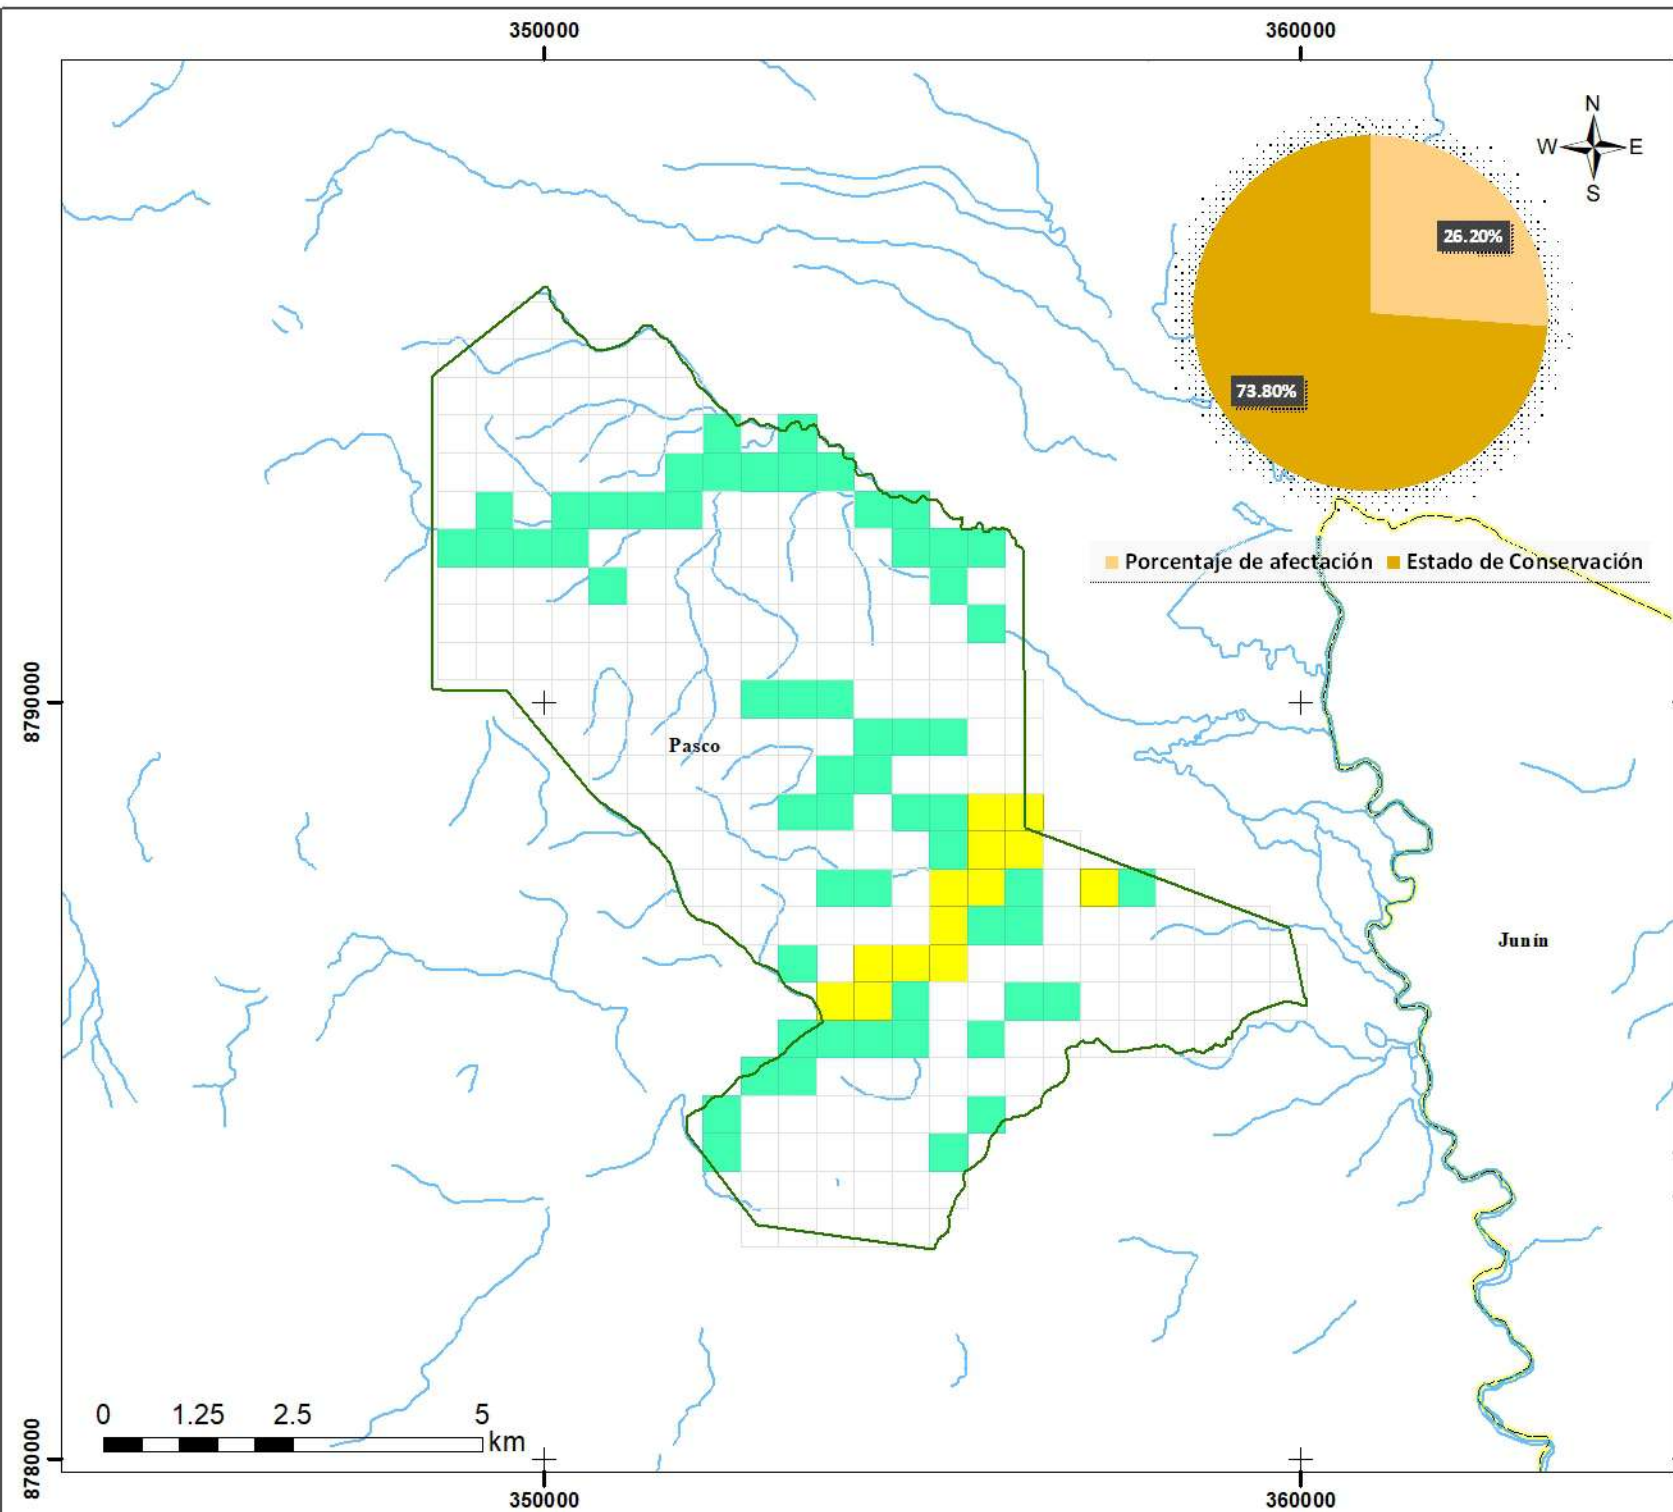 350000 360000
N
W E
S
26.20%
73.80%
Porcentaje de afectación Estado de Conservación
8790000
Pasco
Junín
0 1.25 2.5 5
km
8780000
350000 360000